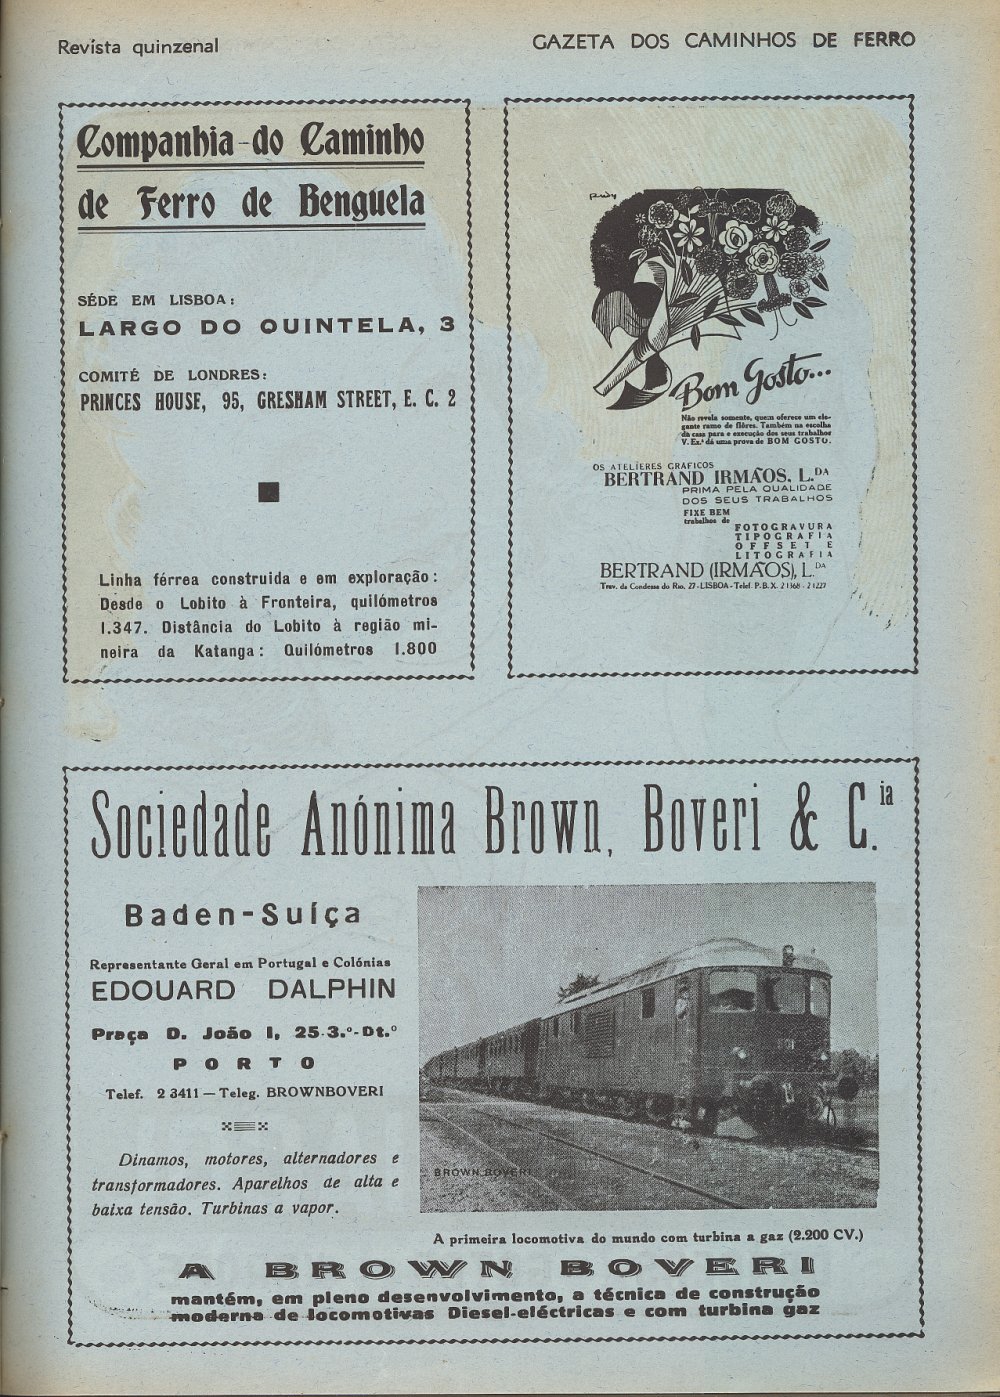 Revista quinzenal
GAZETA DOS CAMINHOS DE FERRO
Companhia do Caminho
de Ferro de Benguela
SÉDE EM LISBOA:
LARGO DO QUINTELA, 3
COMITÉ DE LONDRES:
PRINCES HOUSE, 95, GRESHAM STREET, E. C. 2
Linha férrea construida e em exploração:
Desde o Lobito à Fronteira, quilómetros
1.347. Distância do Lobito à região mi-
neira da Katanga: Quilómetros 1.800
Bom Gosto...
Não revela somente, quem oferece um ele-
gante ramo de flôres. Também na escolha
da casa para e execução dos seus trabalhos
V. Ex.ª dá uma prova de BOM GOSTO.
OS ATELIERES GRAFICOS
BERTRAND IRMÃOS, L.DA
PRIMA PELA QUALIDADE
DOS SEUS TRABALHOS
FIXE BEM
trabalhos de
FOTOGRAVURA
TIPOGRAFIA
OFFSET E
LITOGRAFIA
BERTRAND (IRMÃOS), L.DA
Trav. da Condessa do Rio, 27 - LISBOA - Telef. P. B. X. 2 1368 - 2 1227
Sociedade Anónima Brown, Boveri & C.ia
Baden-Suíça
Representante Geral em Portugal e Colónias
EDOUARD DALPHIN
Praça D. João I, 25-3.º-Dt.º
PORTO
Telef. 2 3411 — Teleg. BROWNBOVERI
Dinamos, motores, alternadores e
transformadores. Aparelhos de alta e
baixa tensão. Turbinas a vapor.
BROWN BOVERI
A primeira locomotiva do mundo com turbina a gaz (2.200 CV.)
A BROWN BOVERI
mantém, em pleno desenvolvimento, a técnica de construção
moderna de locomotivas Diesel-eléctricas e com turbina gaz